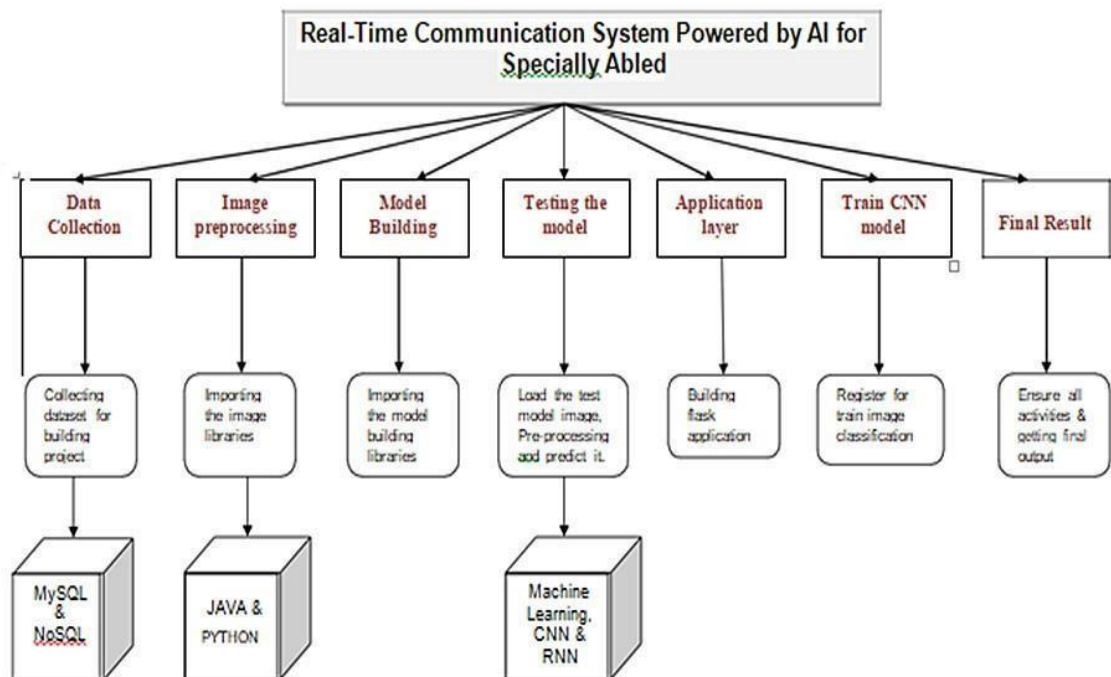 Real-Time Communication System Powered by AI for
Specially Abled
Data
Collection
Image
preprocessing
Model
Building
Testing the
model
Application
layer
Train CNN
model
Final Result
Collecting
dataset for
building
project
Importing
the image
libraries
Importing
the model
building
libraries
Load the test
model image,
Pre-processing
and predict it.
Building
flask
application
Register for
train image
classification
Ensure all
activities &
getting final
output
MySQL
&
NoSQL
JAVA &
PYTHON
Machine
Learning,
CNN &
RNN